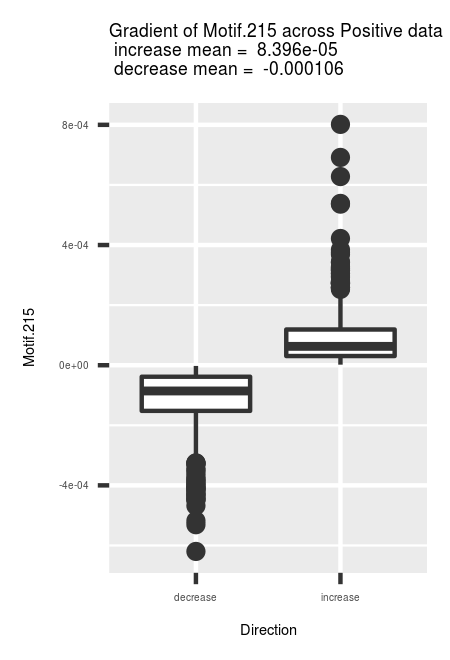 Gradient of Motif.215 across Positive data
increase mean =  8.396e-05
decrease mean =  -0.000106
8e-04
4e-04
0e+00
-4e-04
Motif.215
decrease
increase
Direction